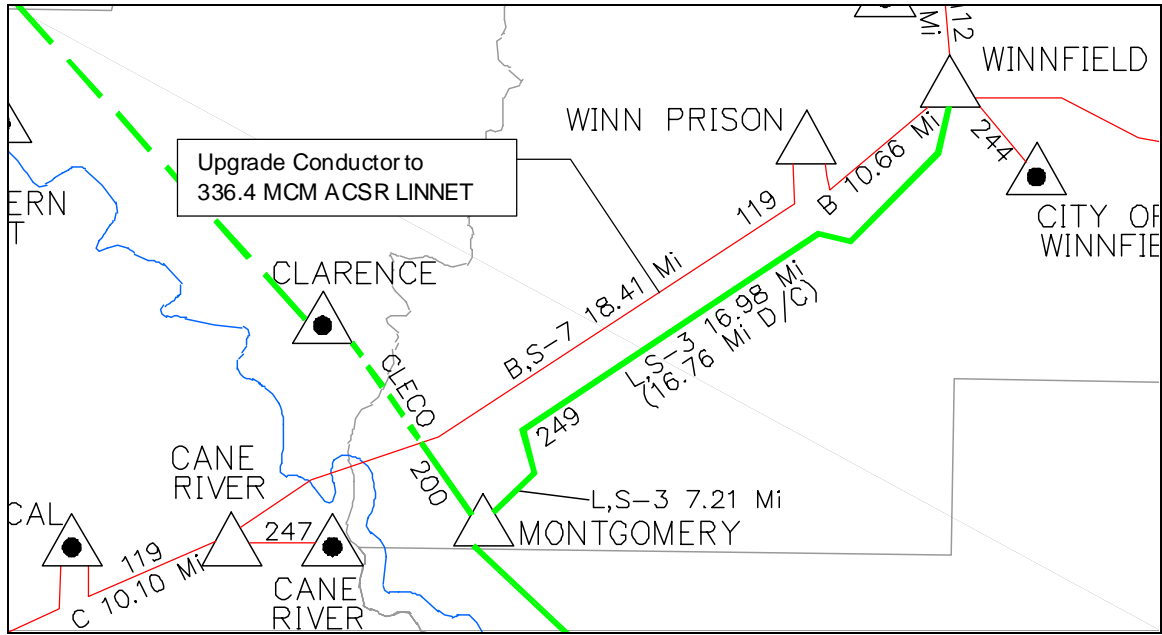 112
Mi
WINNFIELD
WINN PRISON
244
B 10.66 Mi
Upgrade Conductor to
336.4 MCM ACSR LINNET
ERN
T
119
CITY OF
WINNFIE
CLARENCE
B,S-7 18.41 Mi
L,S-3 16.98 Mi
(16.76 Mi D/C)
CLECO
249
CANE
RIVER
200
L,S-3 7.21 Mi
MONTGOMERY
CAL
247
119
C 10.10 Mi
CANE
RIVER